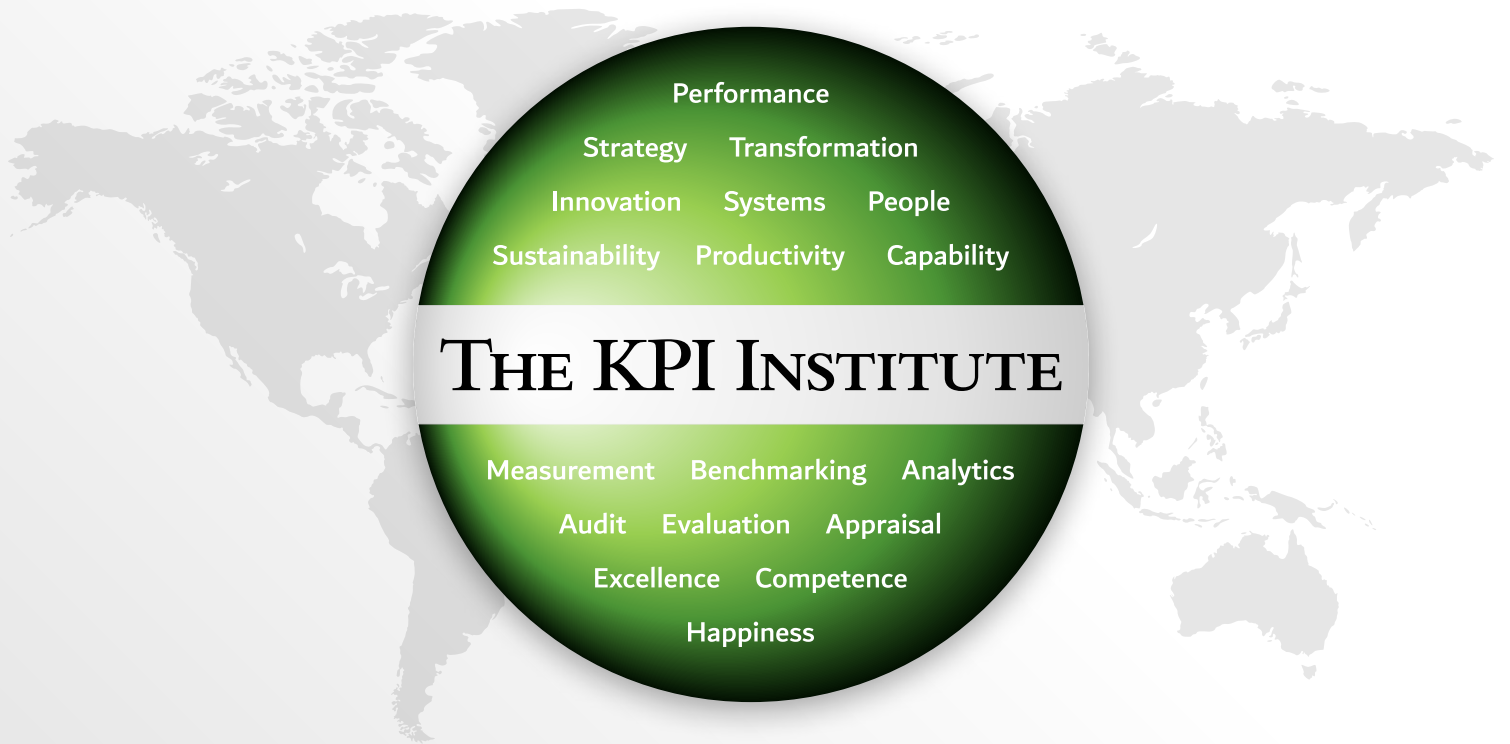 Performance
Strategy Transformation
Innovation Systems People
Sustainability Productivity Capability
The KPI Institute
Measurement Benchmarking Analytics
Audit Evaluation Appraisal
Excellence Competence
Happiness